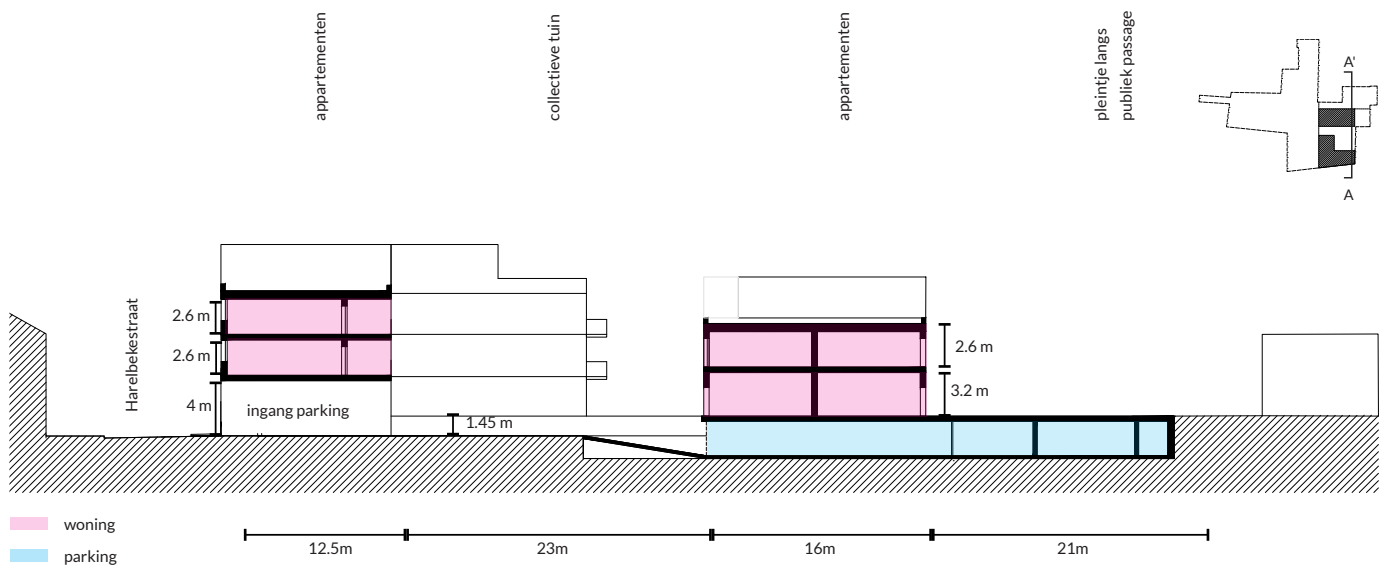 appartementen
collectieve tuin
appartementen
pleintje langs
publiek passage
A'
A
Harelbekestraat
2.6 m
2.6 m
4 m
ingang parking
1.45 m
2.6 m
3.2 m
woning
parking
12.5m
23m
16m
21m